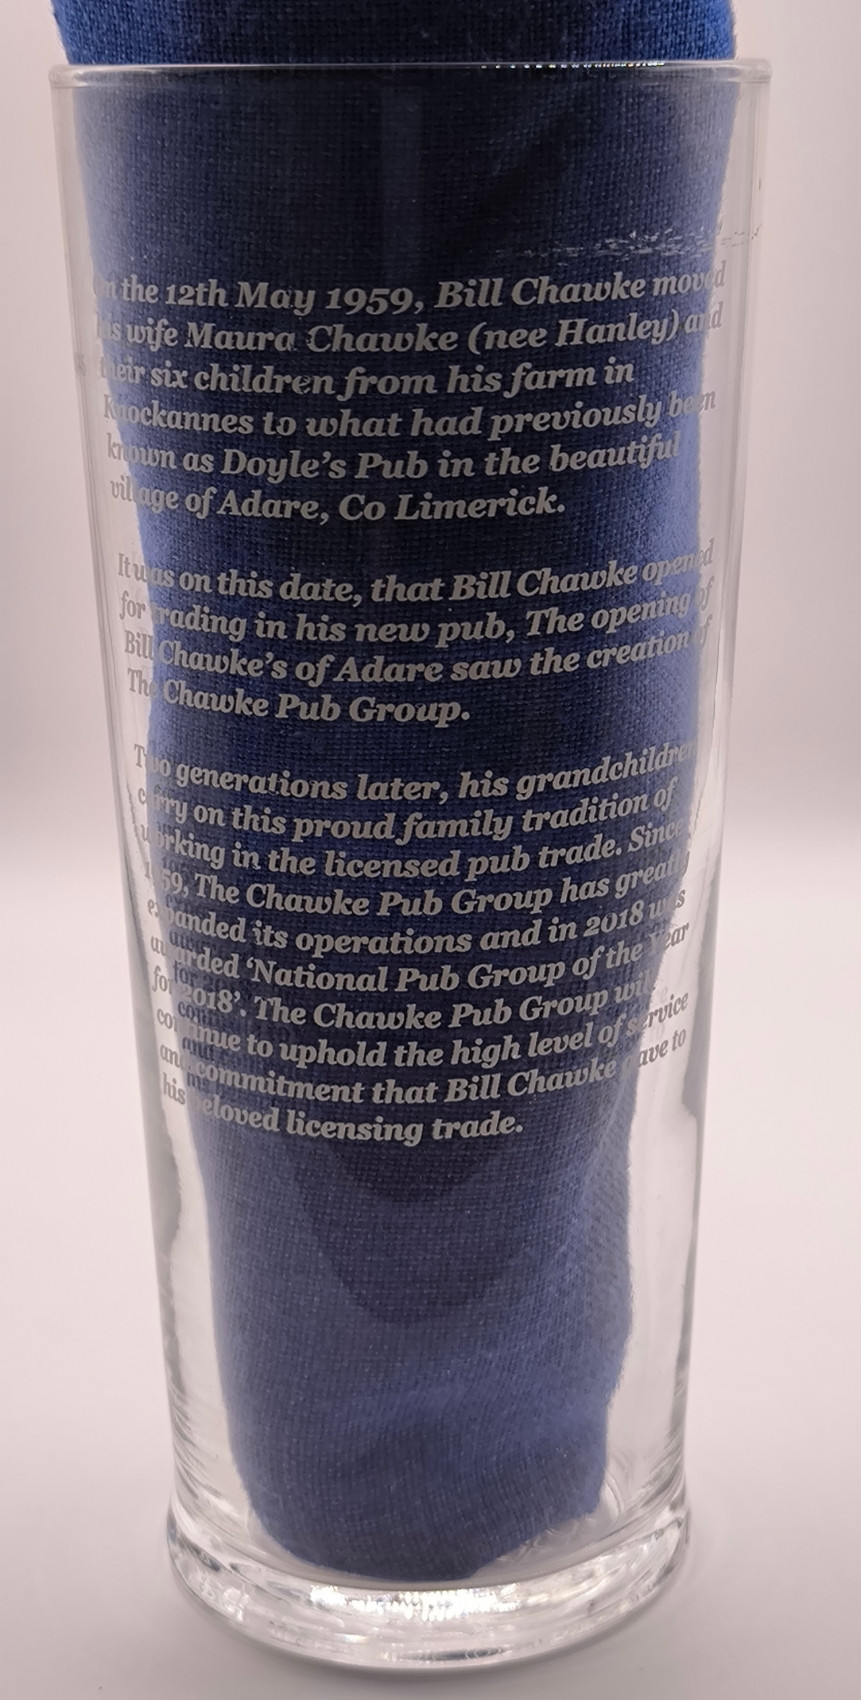 On the 12th May 1959, Bill Chawke moved
his wife Maura Chawke (nee Hanley) and
their six children from his farm in
Knockannes to what had previously been
known as Doyle's Pub in the beautiful
village of Adare, Co Limerick.
It was on this date, that Bill Chawke opened
for trading in his new pub, The opening of
Bill Chawke's of Adare saw the creation of
The Chawke Pub Group.
Two generations later, his grandchildren
carry on this proud family tradition of
working in the licensed pub trade. Since
1959, The Chawke Pub Group has greatly
expanded its operations and in 2018 was
awarded 'National Pub Group of the Year
for 2018'. The Chawke Pub Group will
continue to uphold the high level of service
and commitment that Bill Chawke gave to
his beloved licensing trade.